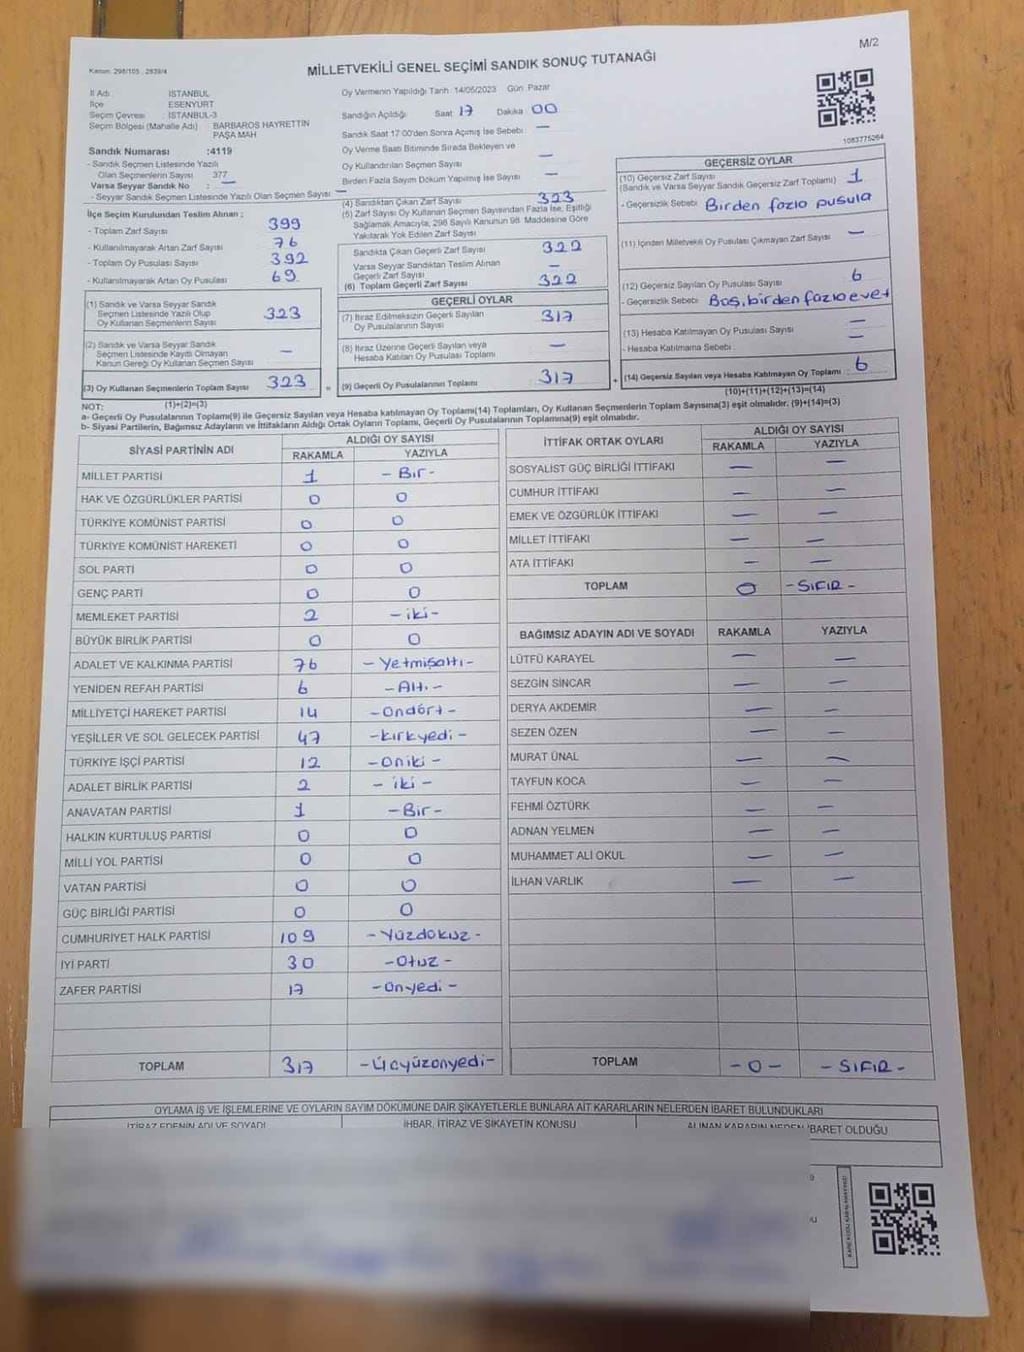 Kanun: 298/105 , 2839/4
MİLLETVEKİLİ GENEL SEÇİMİ SANDIK SONUÇ TUTANAĞI
M/2
İl Adı : İSTANBUL
İlçe : ESENYURT
Seçim Çevresi : İSTANBUL-3
Seçim Bölgesi (Mahalle Adı) : BARBAROS HAYRETTİN PAŞA MAH
Sandık Numarası :4119
- Sandık Seçmen Listesinde Yazılı
Olan Seçmenlerin Sayısı 377
Varsa Seyyar Sandık No : —
- Seyyar Sandık Seçmen Listesinde Yazılı Olan Seçmen Sayısı: —
İlçe Seçim Kurulundan Teslim Alınan ;
- Toplam Zarf Sayısı 399
- Kullanılmayarak Artan Zarf Sayısı 76
- Toplam Oy Pusulası Sayısı 392
- Kullanılmayarak Artan Oy Pusulası 69
(1) Sandık ve Varsa Seyyar Sandık
Seçmen Listesinde Yazılı Olup
Oy Kullanan Seçmenlerin Sayısı 323
(2) Sandık ve Varsa Seyyar Sandık
Seçmen Listesinde Kayıtlı Olmayan
Kanun Gereği Oy Kullanan Seçmen Sayısı —
(3) Oy Kullanan Seçmenlerin Toplam Sayısı 323
(1)+(2)=(3)
Oy Vermenin Yapıldığı Tarih :14/05/2023 Gün :Pazar
Sandığın Açıldığı Saat 17 Dakika 00
Sandık Saat 17:00'den Sonra Açılmış İse Sebebi : —
Oy Verme Saati Bitiminde Sırada Bekleyen ve
Oy Kullandırılan Seçmen Sayısı —
Birden Fazla Sayım Döküm Yapılmış İse Sayısı —
(4) Sandıktan Çıkan Zarf Sayısı 323
(5) Zarf Sayısı Oy Kullanan Seçmen Sayısından Fazla İse, Eşitliği
Sağlamak Amacıyla, 298 Sayılı Kanunun 98. Maddesine Göre
Yakılarak Yok Edilen Zarf Sayısı
Sandıkta Çıkan Geçerli Zarf Sayısı 322
Varsa Seyyar Sandıktan Teslim Alınan
Geçerli Zarf Sayısı —
(6) Toplam Geçerli Zarf Sayısı 322
GEÇERLİ OYLAR
(7) İtiraz Edilmeksizin Geçerli Sayılan
Oy Pusulasının Sayısı 317
(8) İtiraz Üzerine Geçerli Sayılan veya
Hesaba Katılan Oy Pusulası Toplamı —
= (9) Geçerli Oy Pusulalarının Toplamı 317
1083775264
GEÇERSİZ OYLAR
(10) Geçersiz Zarf Sayısı 1
(Sandık ve Varsa Seyyar Sandık Geçersiz Zarf Toplamı)
- Geçersizlik Sebebi : Birden fazla pusula
(11) İçinden Milletvekili Oy Pusulası Çıkmayan Zarf Sayısı —
(12) Geçersiz Sayılan Oy Pusulası Sayısı 6
- Geçersizlik Sebebi : Boş, birden fazla evet
(13) Hesaba Katılmayan Oy Pusulası Sayısı —
- Hesaba Katılmama Sebebi : —
+ (14) Geçersiz Sayılan veya Hesaba Katılmayan Oy Toplamı : 6
(10)+(11)+(12)+(13)=(14)
NOT:
a- Geçerli Oy Pusulalarının Toplamı(9) ile Geçersiz Sayılan veya Hesaba katılmayan Oy Toplamı(14) Toplamları, Oy Kullanan Seçmenlerin Toplam Sayısına(3) eşit olmalıdır. (9)+(14)=(3)
b- Siyasi Partilerin, Bağımsız Adayların ve İttifakların Aldığı Ortak Oyların Toplamı, Geçerli Oy Pusulalarının Toplamına(9) eşit olmalıdır.
SİYASİ PARTİNİN ADI ALDIĞI OY SAYISI
RAKAMLA YAZIYLA
MİLLET PARTİSİ 1 - Bir -
HAK VE ÖZGÜRLÜKLER PARTİSİ 0 0
TÜRKİYE KOMÜNİST PARTİSİ 0 0
TÜRKİYE KOMÜNİST HAREKETİ 0 0
SOL PARTİ 0 0
GENÇ PARTİ 0 0
MEMLEKET PARTİSİ 2 - iki -
BÜYÜK BİRLİK PARTİSİ 0 0
ADALET VE KALKINMA PARTİSİ 76 - Yetmişaltı -
YENİDEN REFAH PARTİSİ 6 - Altı -
MİLLİYETÇİ HAREKET PARTİSİ 14 - Ondört -
YEŞİLLER VE SOL GELECEK PARTİSİ 47 - kırkyedi -
TÜRKİYE İŞÇİ PARTİSİ 12 - Oniki -
ADALET BİRLİK PARTİSİ 2 - iki -
ANAVATAN PARTİSİ 1 - Bir -
HALKIN KURTULUŞ PARTİSİ 0 0
MİLLİ YOL PARTİSİ 0 0
VATAN PARTİSİ 0 0
GÜÇ BİRLİĞİ PARTİSİ 0 0
CUMHURİYET HALK PARTİSİ 109 - Yüzdokuz -
İYİ PARTİ 30 - Otuz -
ZAFER PARTİSİ 17 - Onyedi -
TOPLAM 317 - Üçyüzonyedi -
İTTİFAK ORTAK OYLARI ALDIĞI OY SAYISI
RAKAMLA YAZIYLA
SOSYALİST GÜÇ BİRLİĞİ İTTİFAKI — —
CUMHUR İTTİFAKI — —
EMEK VE ÖZGÜRLÜK İTTİFAKI — —
MİLLET İTTİFAKI — —
ATA İTTİFAKI — —
TOPLAM 0 - SIFIR -
BAĞIMSIZ ADAYIN ADI VE SOYADI RAKAMLA YAZIYLA
LÜTFÜ KARAYEL — —
SEZGİN SİNCAR — —
DERYA AKDEMİR — —
SEZEN ÖZEN — —
MURAT ÜNAL — —
TAYFUN KOCA — —
FEHMİ ÖZTÜRK — —
ADNAN YELMEN — —
MUHAMMET ALİ OKUL — —
İLHAN VARLIK — —
TOPLAM - 0 - - SIFIR -
OYLAMA İŞ VE İŞLEMLERİNE VE OYLARIN SAYIM DÖKÜMÜNE DAİR ŞİKAYETLERLE BUNLARA AİT KARARLARIN NELERDEN İBARET BULUNDUKLARI
İTİRAZ EDENİN ADI VE SOYADI İHBAR, İTİRAZ VE ŞİKAYETİN KONUSU ALINAN KARARIN NEDEN İBARET OLDUĞU